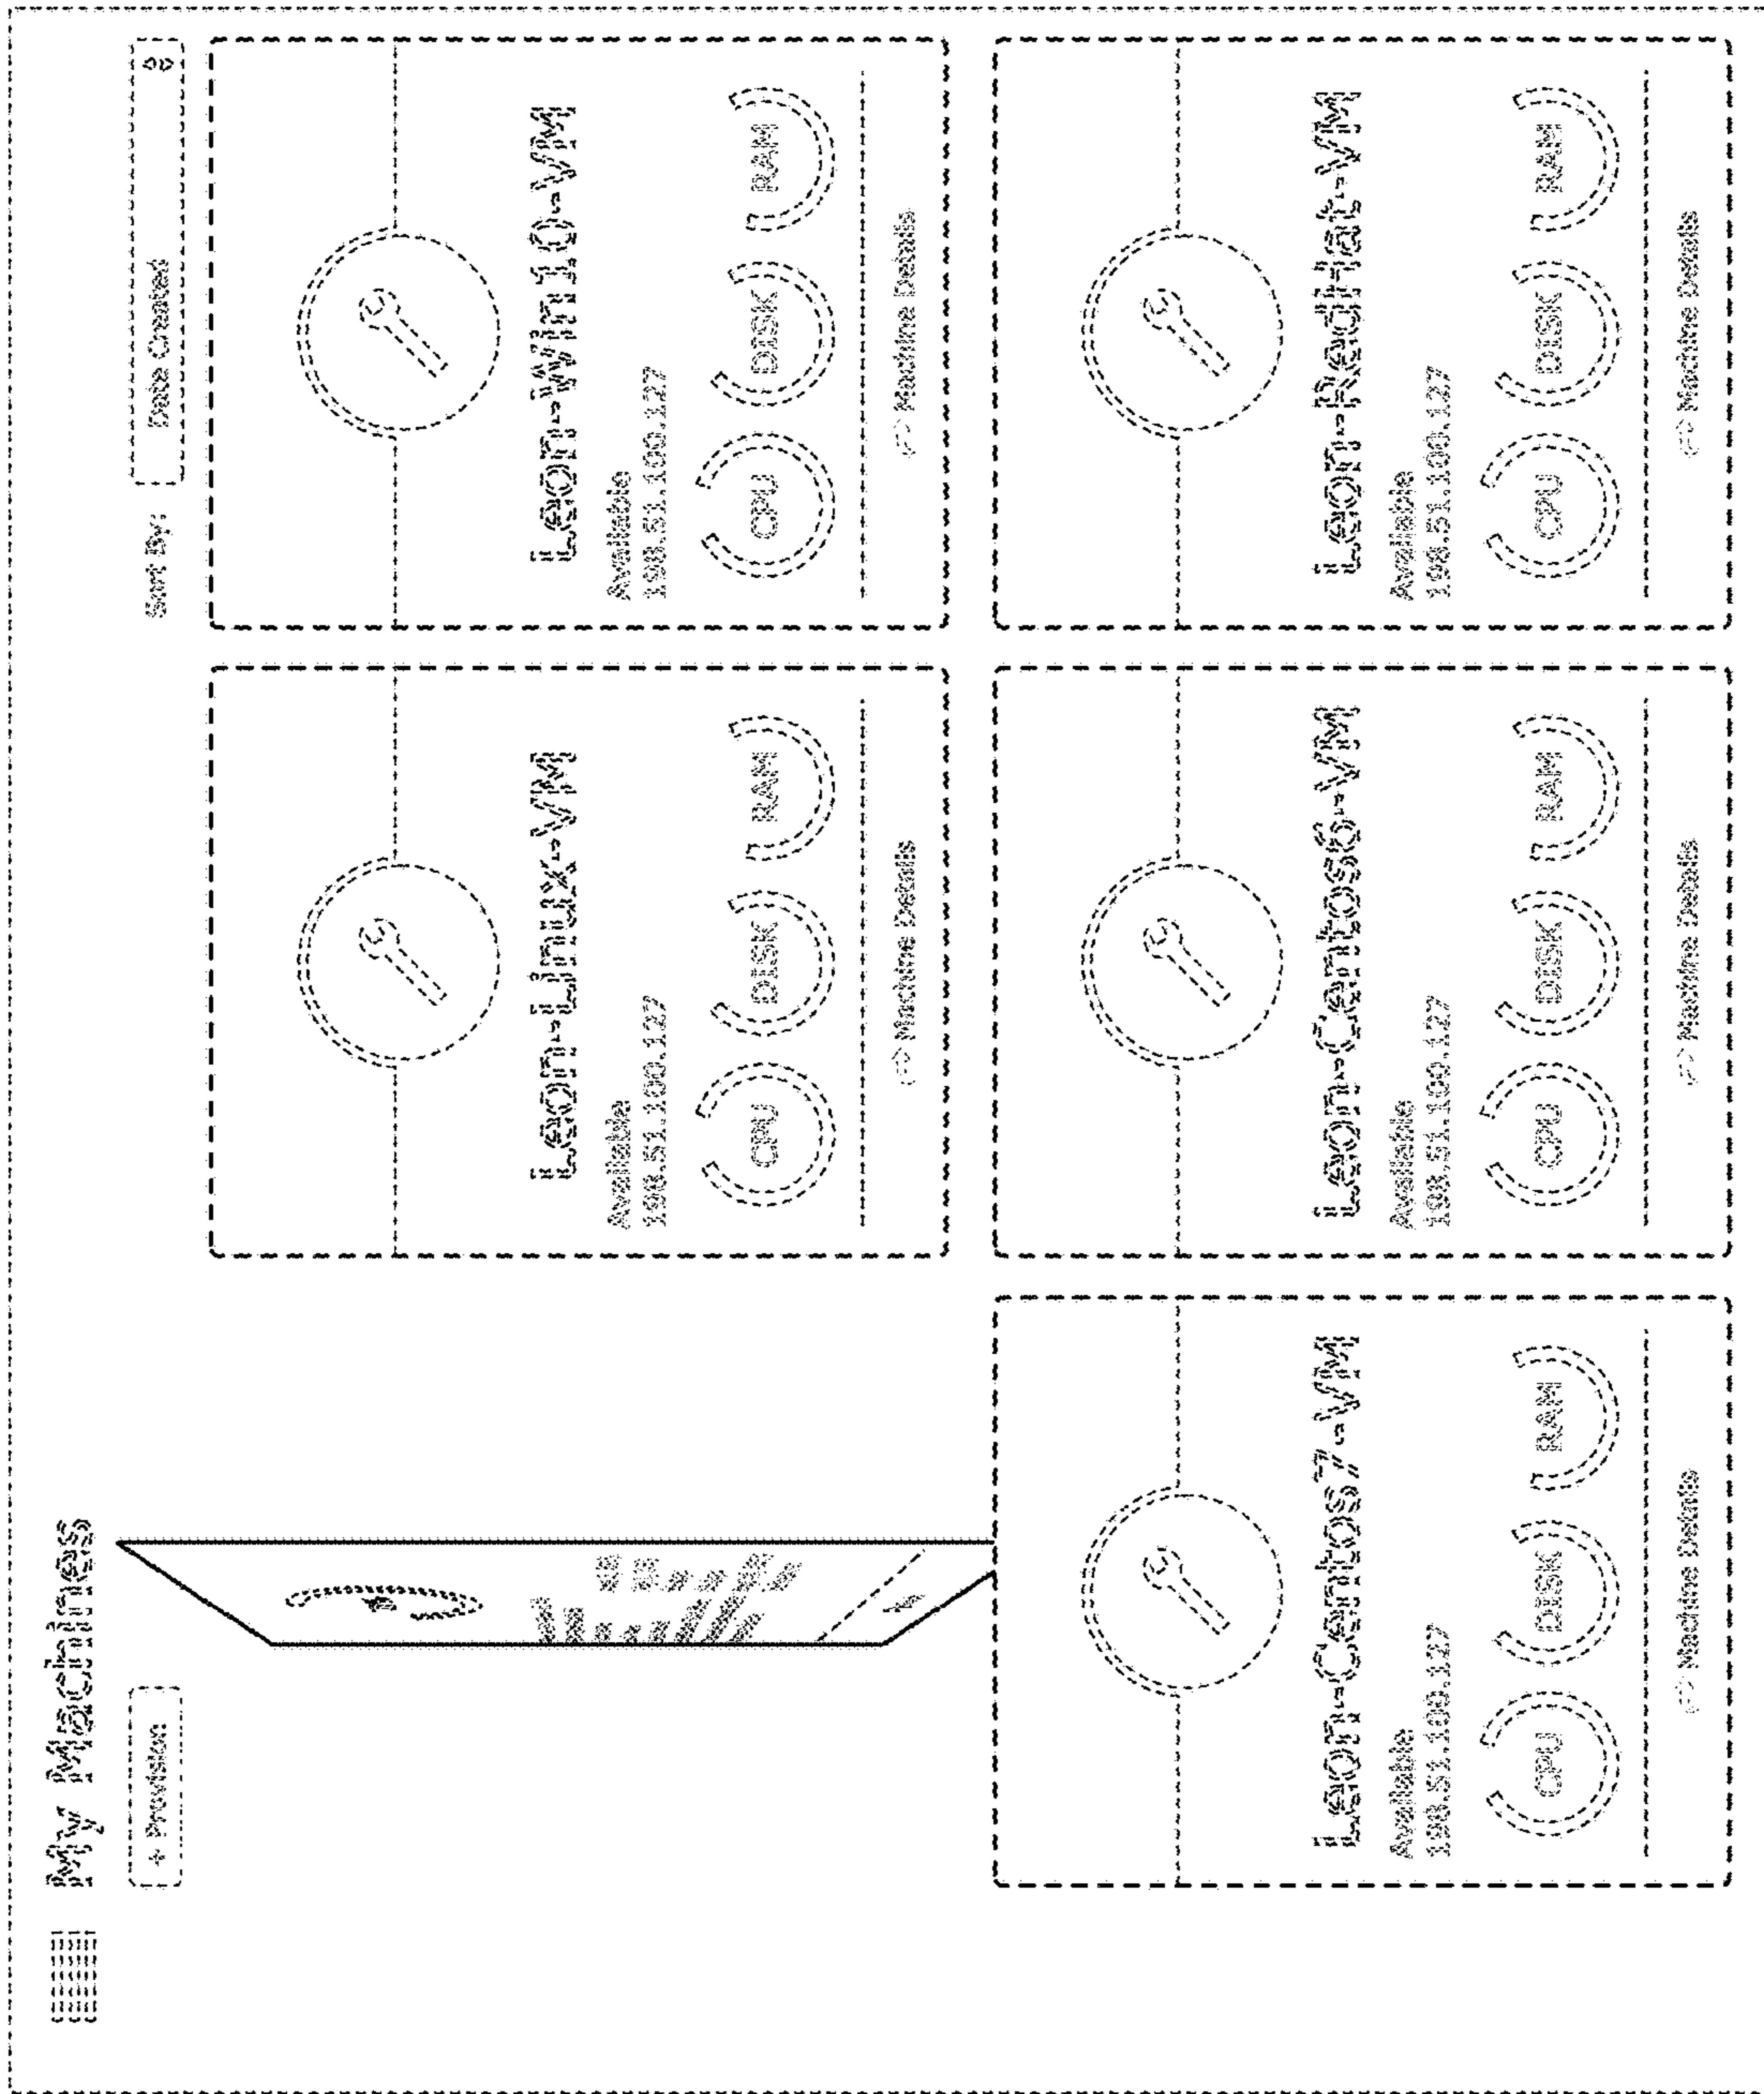 My Machines
+ Provision
Sort By:
Date Created
Leon-Linux-VM
Available
198.51.100.127
CPU
DISK
RAM
Machine Details
Leon-Win10-VM
Available
198.51.100.127
CPU
DISK
RAM
Machine Details
Leon-Centos7-VM
Available
198.51.100.127
CPU
DISK
RAM
Machine Details
Leon-Centos6-VM
Available
198.51.100.127
CPU
DISK
RAM
Machine Details
Leon-RedHat-VM
Available
198.51.100.127
CPU
DISK
RAM
Machine Details